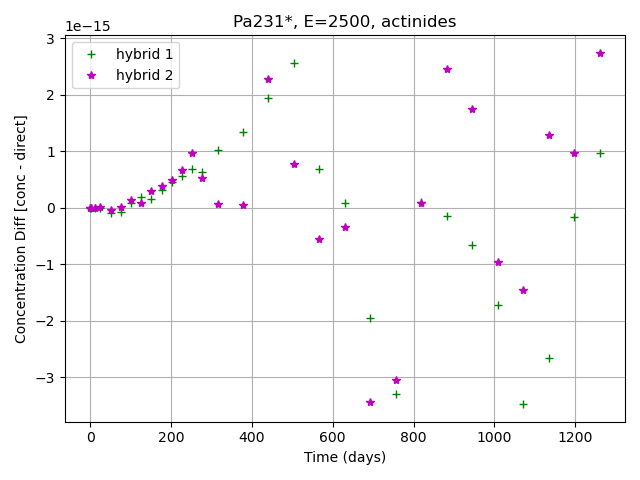 Pa231*, E=2500, actinides
1e−15
hybrid 1
hybrid 2
3
2
1
0
−1
−2
−3
Concentration Diff [conc - direct]
0 200 400 600 800 1000 1200
Time (days)